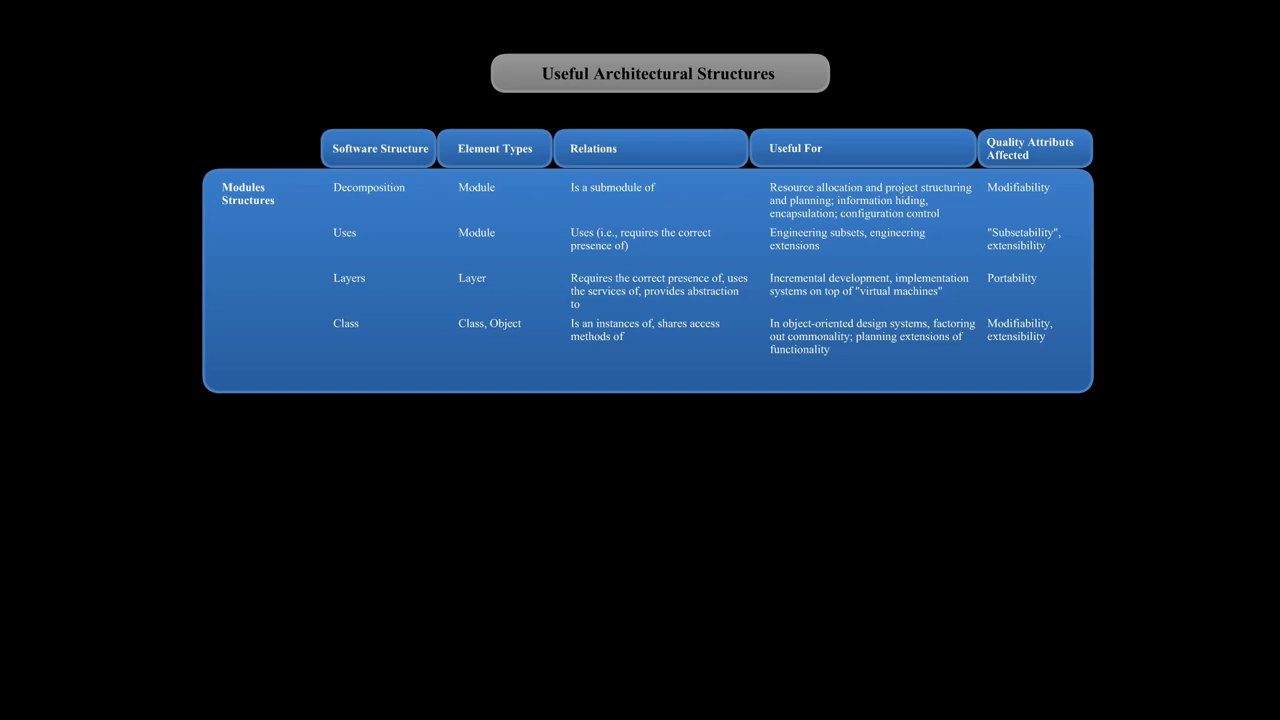 Useful Architectural Structures
Software Structure
Element Types
Relations
Useful For
Quality Attributs
Affected
Modules
Structures
Decomposition
Module
Is a submodule of
Resource allocation and project structuring
and planning; information hiding,
encapsulation; configuration control
Modifiability
Uses
Module
Uses (i.e., requires the correct
presence of)
Engineering subsets, engineering
extensions
"Subsetability",
extensibility
Layers
Layer
Requires the correct presence of, uses
the services of, provides abstraction
to
Incremental development, implementation
systems on top of "virtual machines"
Portability
Class
Class, Object
Is an instances of, shares access
methods of
In object-oriented design systems, factoring
out commonality; planning extensions of
functionality
Modifiability,
extensibility